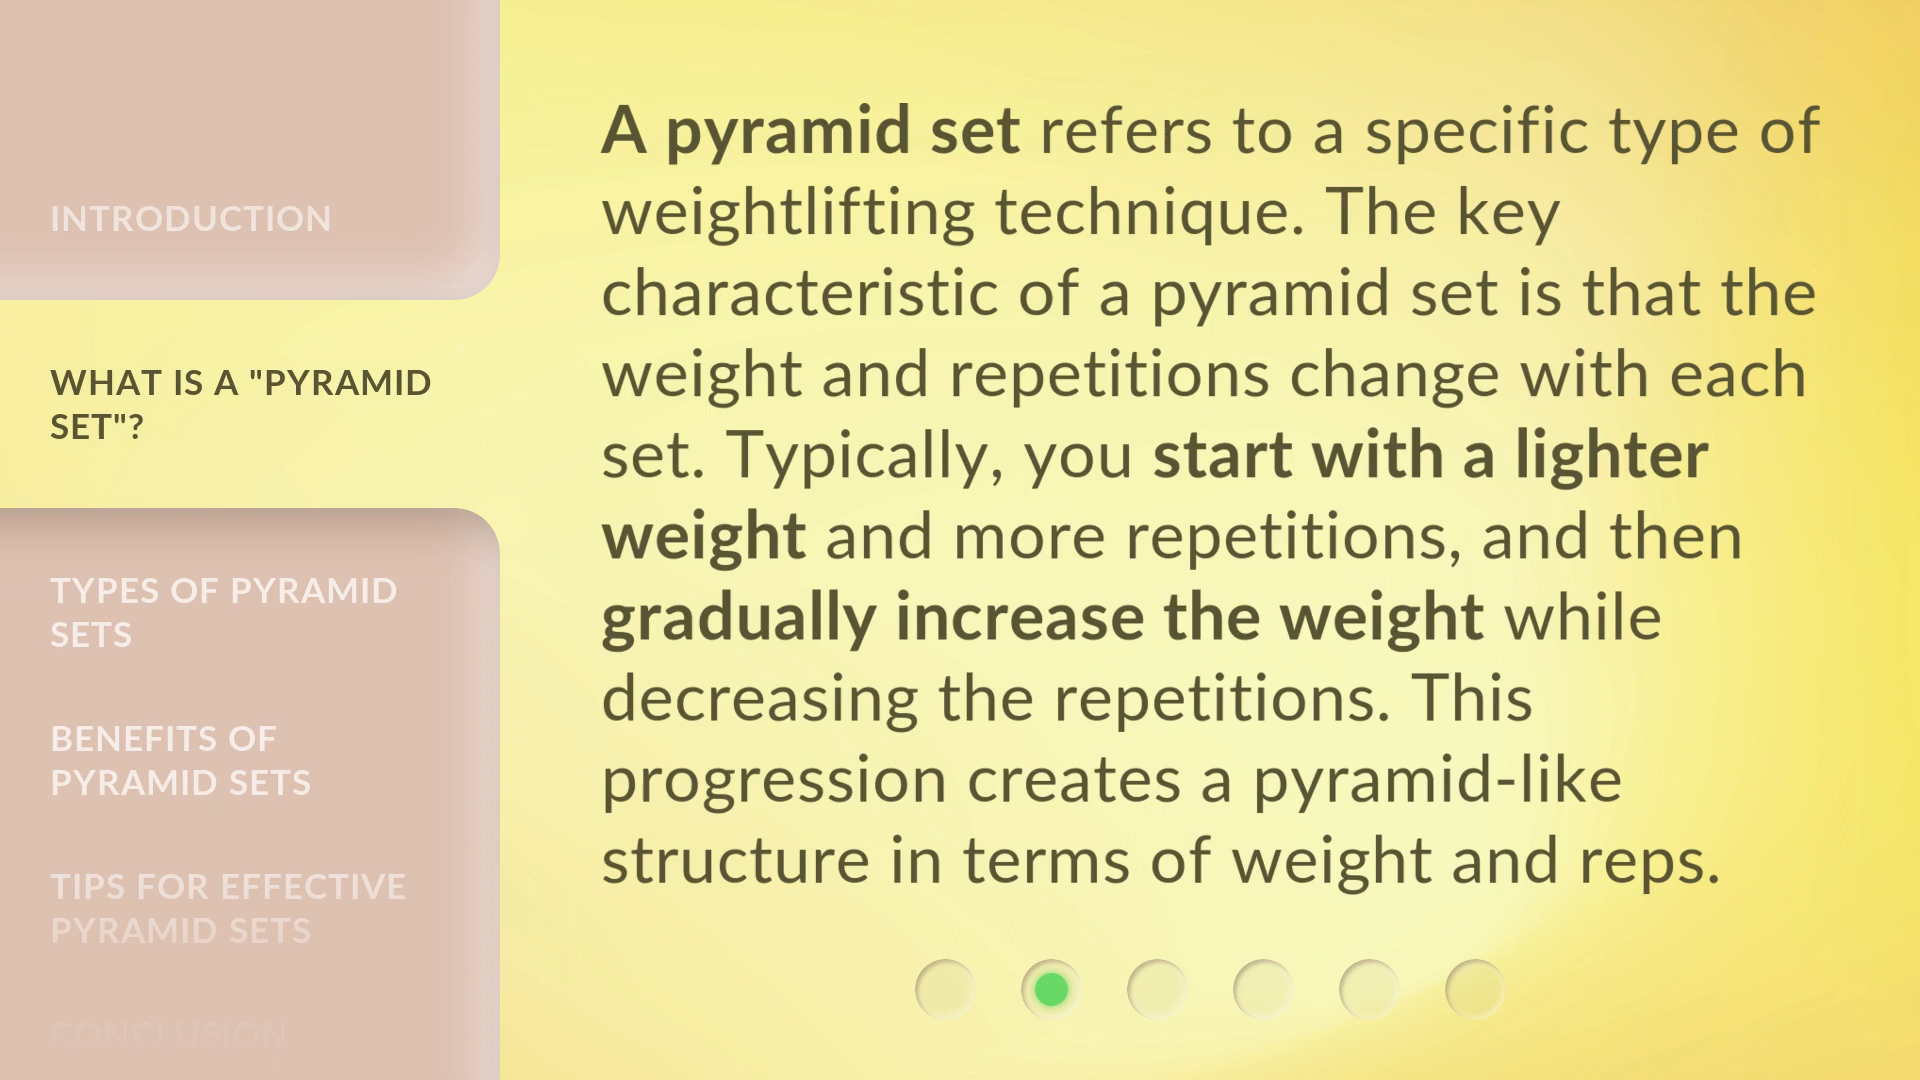 INTRODUCTION
WHAT IS A "PYRAMID
SET"?
TYPES OF PYRAMID
SETS
BENEFITS OF
PYRAMID SETS
TIPS FOR EFFECTIVE
PYRAMID SETS
CONCLUSION
A pyramid set refers to a specific type of
weightlifting technique. The key
characteristic of a pyramid set is that the
weight and repetitions change with each
set. Typically, you start with a lighter
weight and more repetitions, and then
gradually increase the weight while
decreasing the repetitions. This
progression creates a pyramid-like
structure in terms of weight and reps.